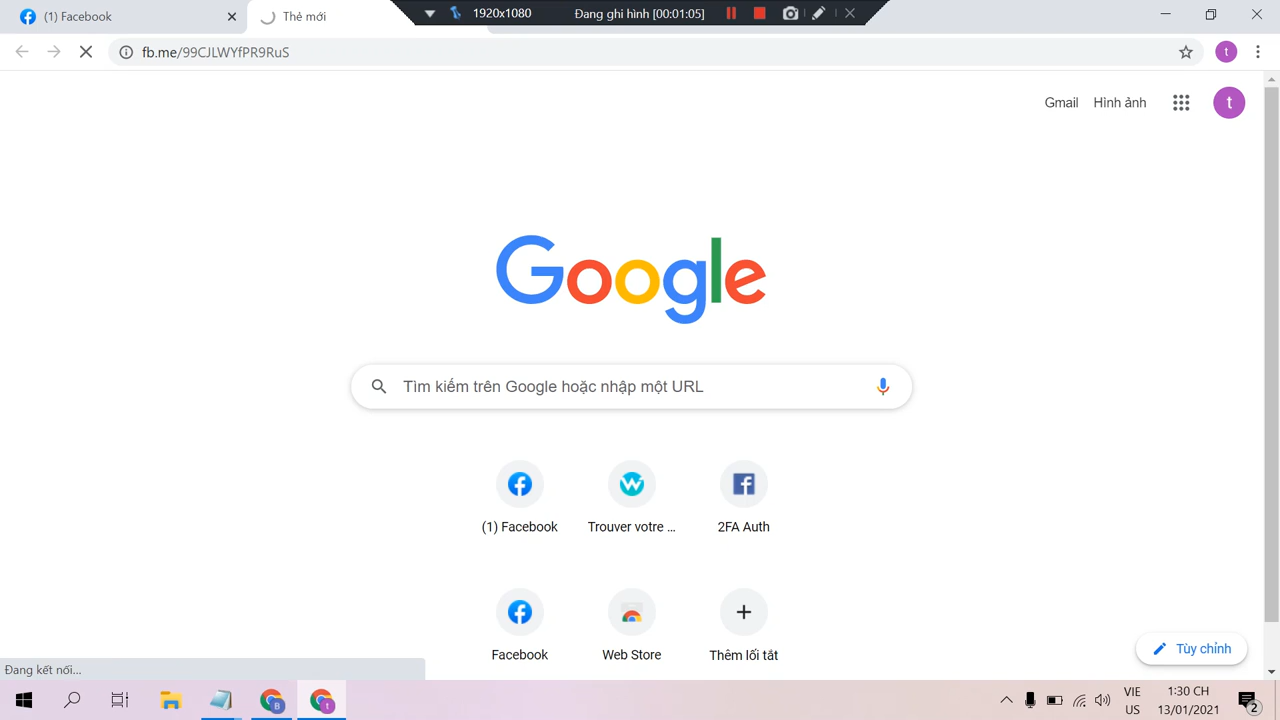 (1) Facebook
Thẻ mới
1920x1080
Đang ghi hình [00:01:05]
fb.me/99CJLWYfPR9RuS
t
Gmail
Hình ảnh
t
Google
Tìm kiếm trên Google hoặc nhập một URL
(1) Facebook
Trouver votre ...
2FA Auth
Facebook
Web Store
Thêm lối tắt
Tùy chỉnh
Đang kết nối...
B
t
VIE
US
1:30 CH
13/01/2021
2